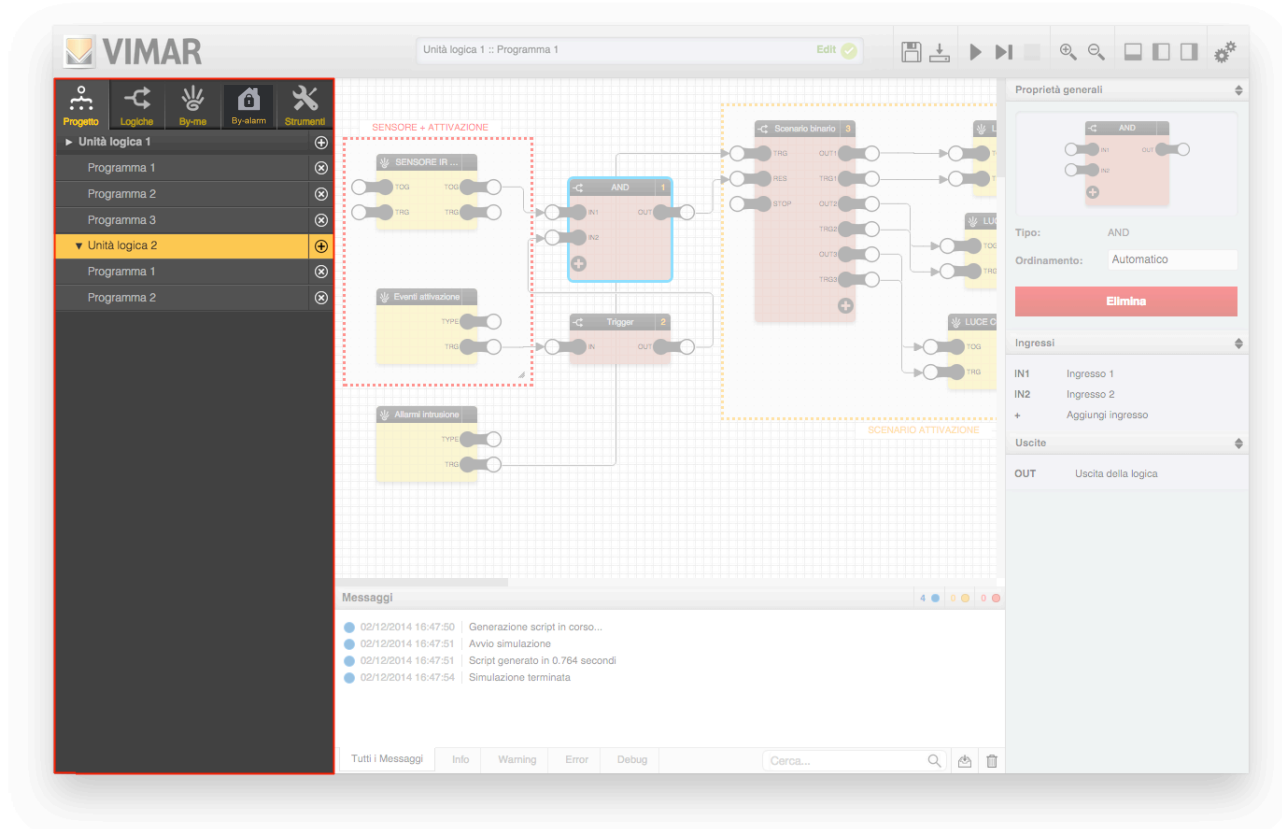 VIMAR
Unità logica 1 :: Programma 1
Edit
Progetto
Logiche
By-me
By-alarm
Strumenti
Unità logica 1
Programma 1
Programma 2
Programma 3
Unità logica 2
Programma 1
Programma 2
SENSORE + ATTIVAZIONE
SENSORE IR ...
TOG TOG
TRG TRG
AND 1
IN1 OUT
IN2
Eventi attivazione
TYPE
TRG
Trigger 2
IN OUT
Allarmi intrusione
TYPE
TRG
Scenario binario 3
TRG OUT1
RES TRG1
STOP OUT2
TRG2
OUT3
TRG3
LUC
TOG
TRG
LUCE C
TOG
TRG
SCENARIO ATTIVAZIONE
Proprietà generali
AND
IN1 OUT
IN2
Tipo: AND
Ordinamento: Automatico
Elimina
Ingressi
IN1 Ingresso 1
IN2 Ingresso 2
+ Aggiungi ingresso
Uscite
OUT Uscita della logica
Messaggi
4 0 0
02/12/2014 16:47:50 Generazione script in corso...
02/12/2014 16:47:51 Avvio simulazione
02/12/2014 16:47:51 Script generato in 0.764 secondi
02/12/2014 16:47:54 Simulazione terminata
Tutti i Messaggi Info Warning Error Debug
Cerca...